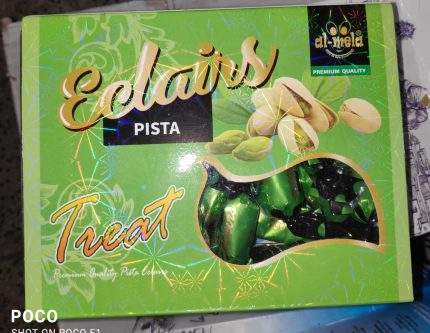 al-mela
PREMIUM QUALITY
Eclairs
PISTA
Treat
Premium Quality Pista Eclairs
POCO
SHOT ON POCO F1